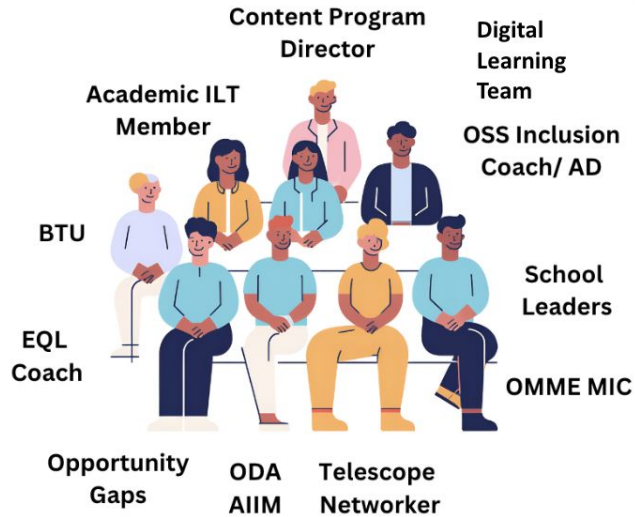 Content Program
Director
Digital
Learning
Team
Academic ILT
Member
OSS Inclusion
Coach/ AD
BTU
School
Leaders
EQL
Coach
OMME MIC
Opportunity
Gaps
ODA
AIIM
Telescope
Networker